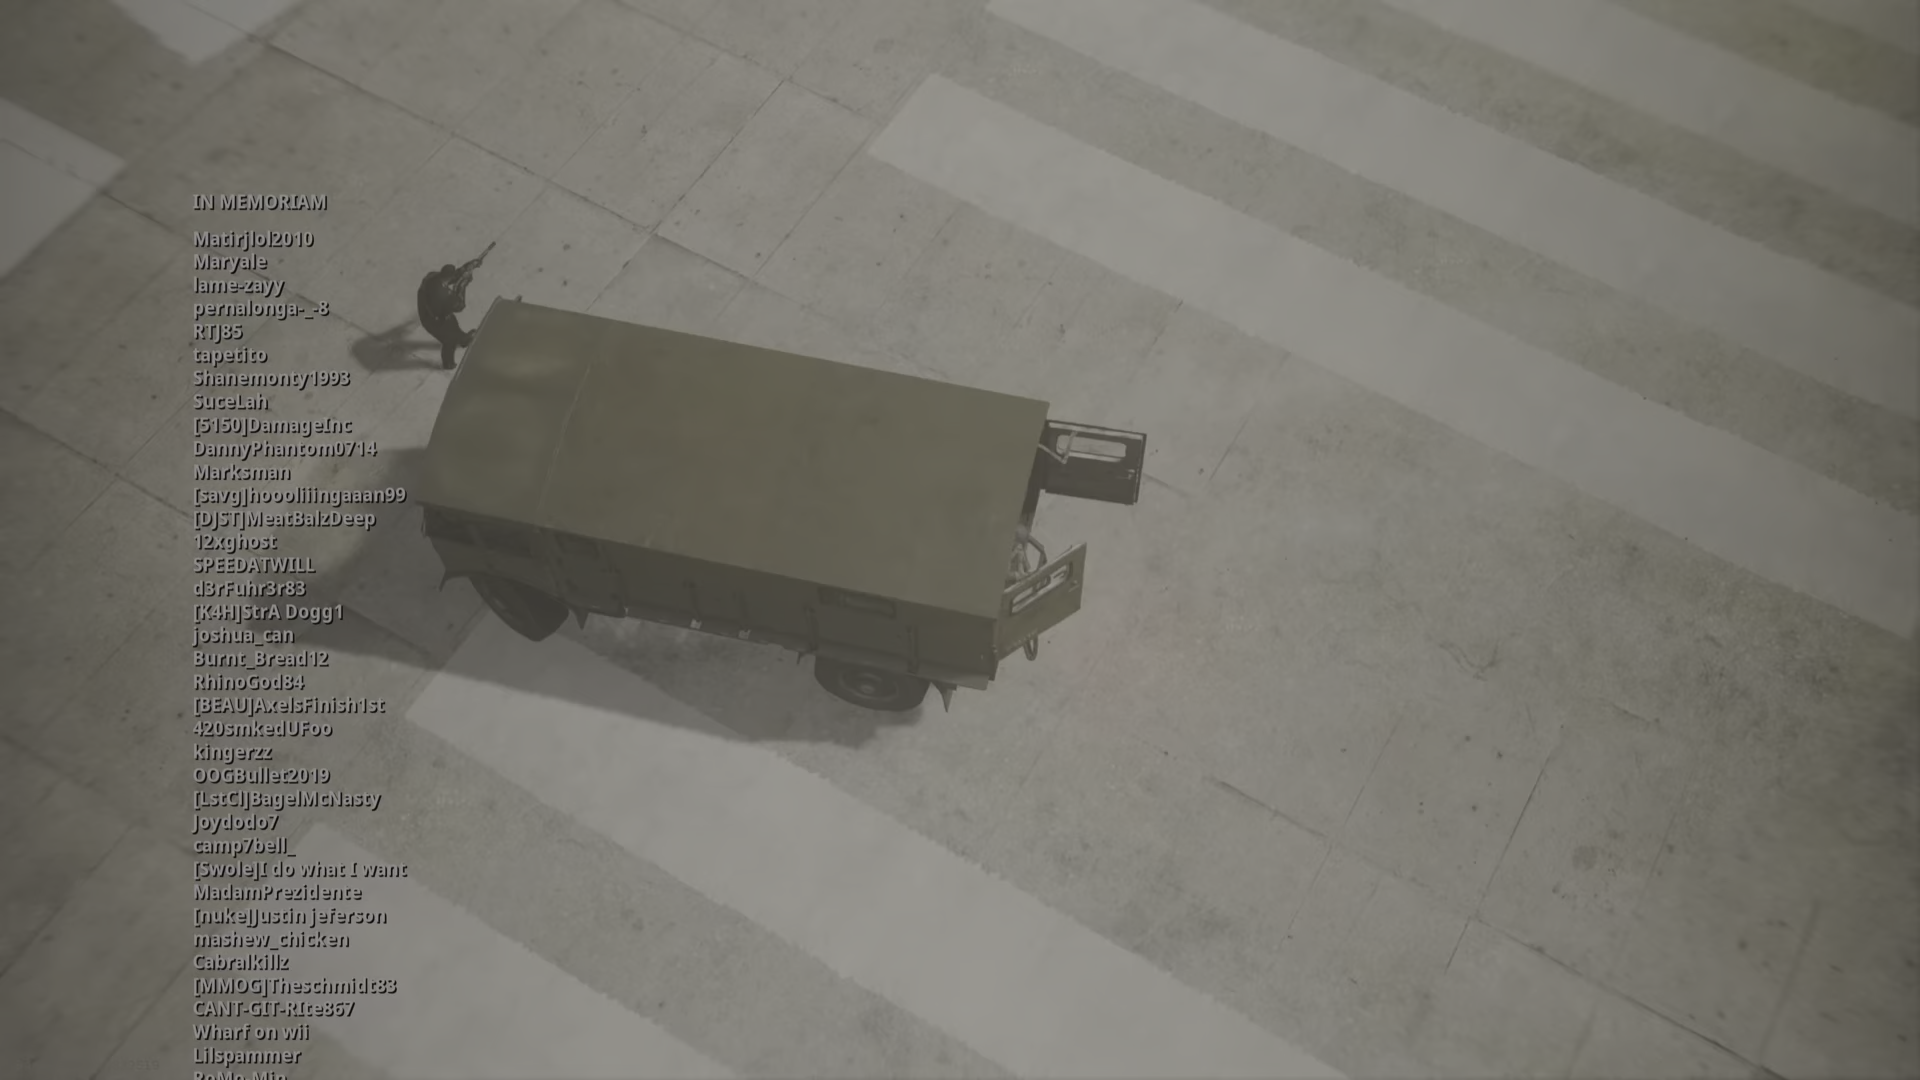 IN MEMORIAM
Matirjlol2010
Maryale
lame-zayy
pernalonga-_-8
RTJ85
tapetito
Shanemonty1993
SuceLah
[5150]DamageInc
DannyPhantom0714
Marksman
[savg]hoooliiingaaan99
[DJST]MeatBalzDeep
12xghost
SPEEDATWILL
d3rFuhr3r83
[K4H]StrA Dogg1
joshua_can
Burnt_Bread12
RhinoGod84
[BEAU]AxelsFinish1st
420smkedUFoo
kingerzz
OOGBullet2019
[LstCl]BagelMcNasty
Joydodo7
camp7bell_
[Swole]I do what I want
MadamPrezidente
[nuke]Justin jeferson
mashew_chicken
Cabralkillz
[MMOG]Theschmidt83
CANT-GIT-RIte867
Wharf on wii
Lilspammer